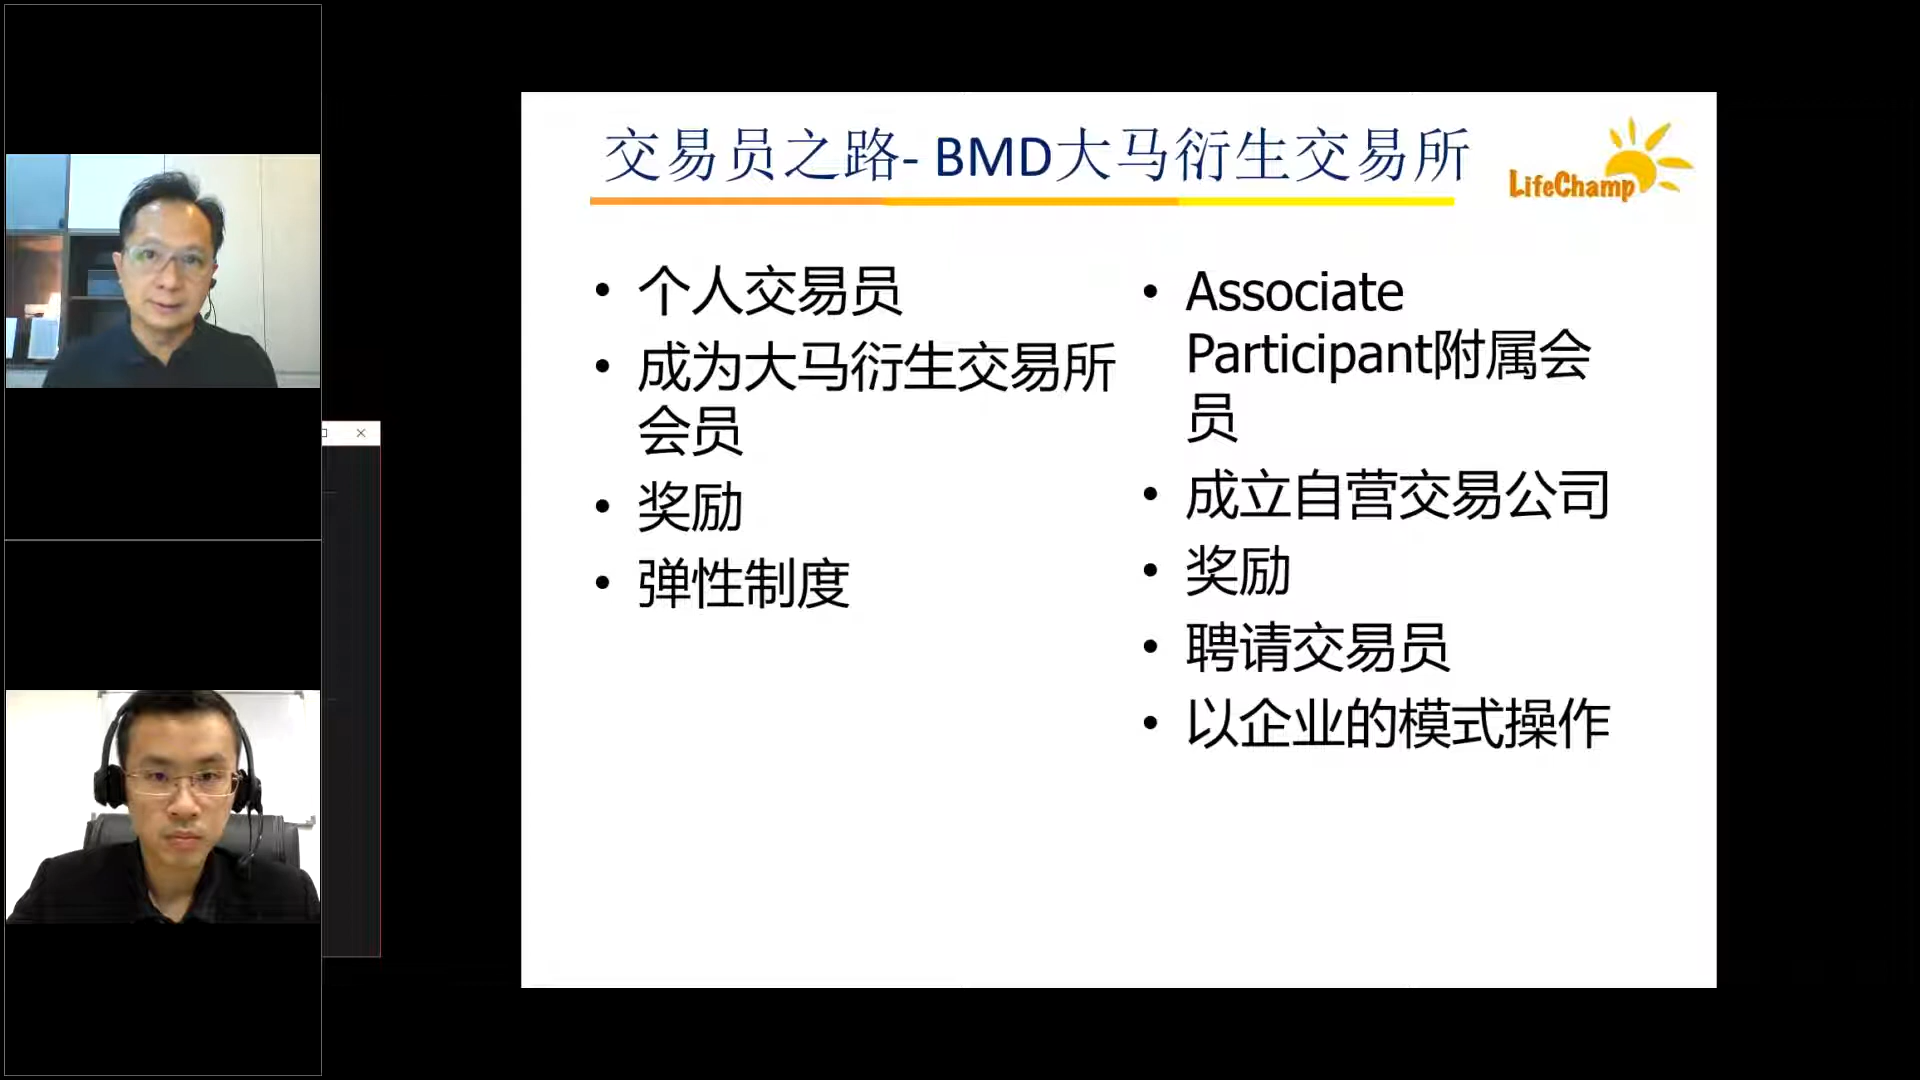 交易员之路- BMD大马衍生交易所
LifeChamp
• 个人交易员
• 成为大马衍生交易所
会员
• 奖励
• 弹性制度
• Associate
Participant附属会
员
• 成立自营交易公司
• 奖励
• 聘请交易员
• 以企业的模式操作